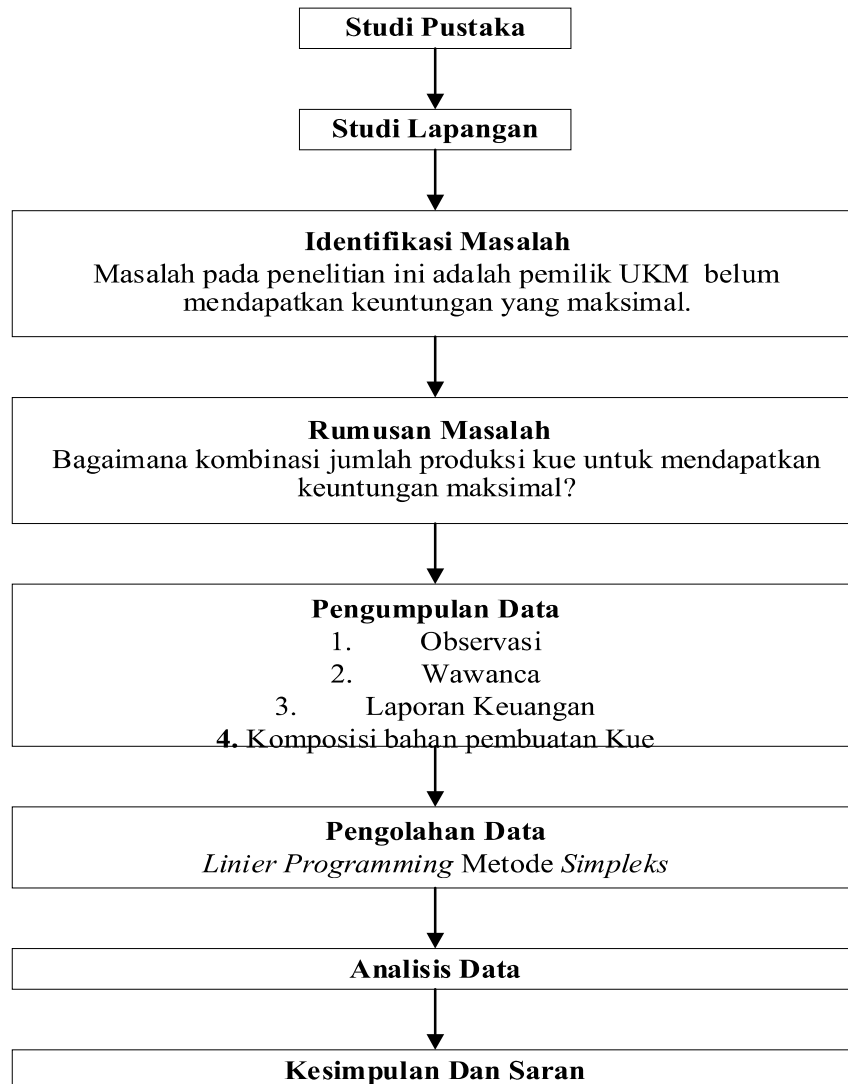 Studi Pustaka
Studi Lapangan
Identifikasi Masalah
Masalah pada penelitian ini adalah pemilik UKM belum
mendapatkan keuntungan yang maksimal.
Rumusan Masalah
Bagaimana kombinasi jumlah produksi kue untuk mendapatkan
keuntungan maksimal?
Pengumpulan Data
1. Observasi
2. Wawanca
3. Laporan Keuangan
4. Komposisi bahan pembuatan Kue
Pengolahan Data
Linier Programming Metode Simpleks
Analisis Data
Kesimpulan Dan Saran